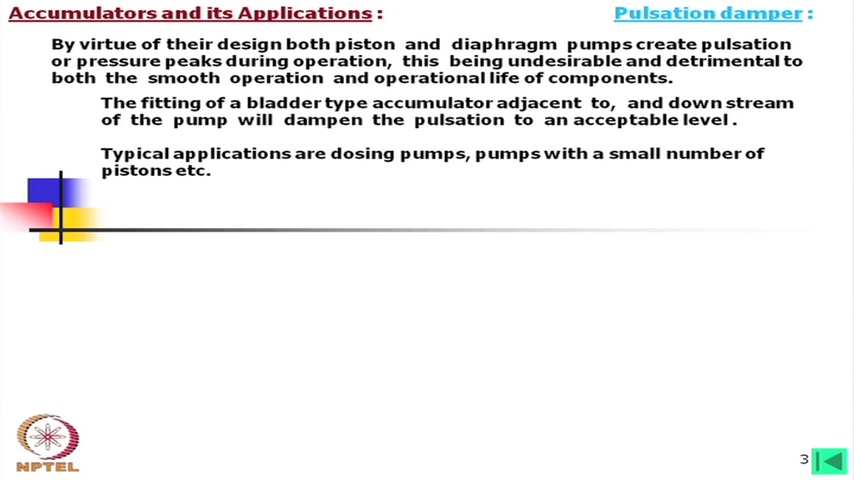 Accumulators and its Applications :
Pulsation damper :
By virtue of their design both piston and diaphragm pumps create pulsation
or pressure peaks during operation, this being undesirable and detrimental to
both the smooth operation and operational life of components.
The fitting of a bladder type accumulator adjacent to, and down stream
of the pump will dampen the pulsation to an acceptable level .
Typical applications are dosing pumps, pumps with a small number of
pistons etc.
NPTEL
3